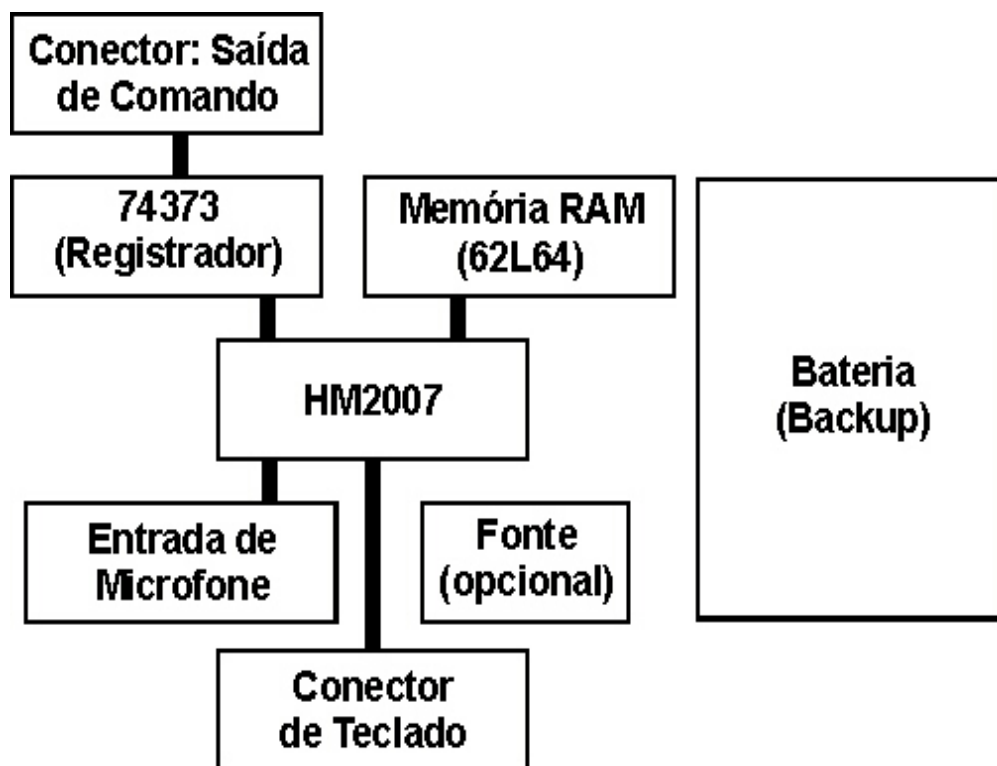 Conector: Saída
de Comando
74373
(Registrador)
Memória RAM
(62L64)
HM2007
Bateria
(Backup)
Entrada de
Microfone
Fonte
(opcional)
Conector
de Teclado